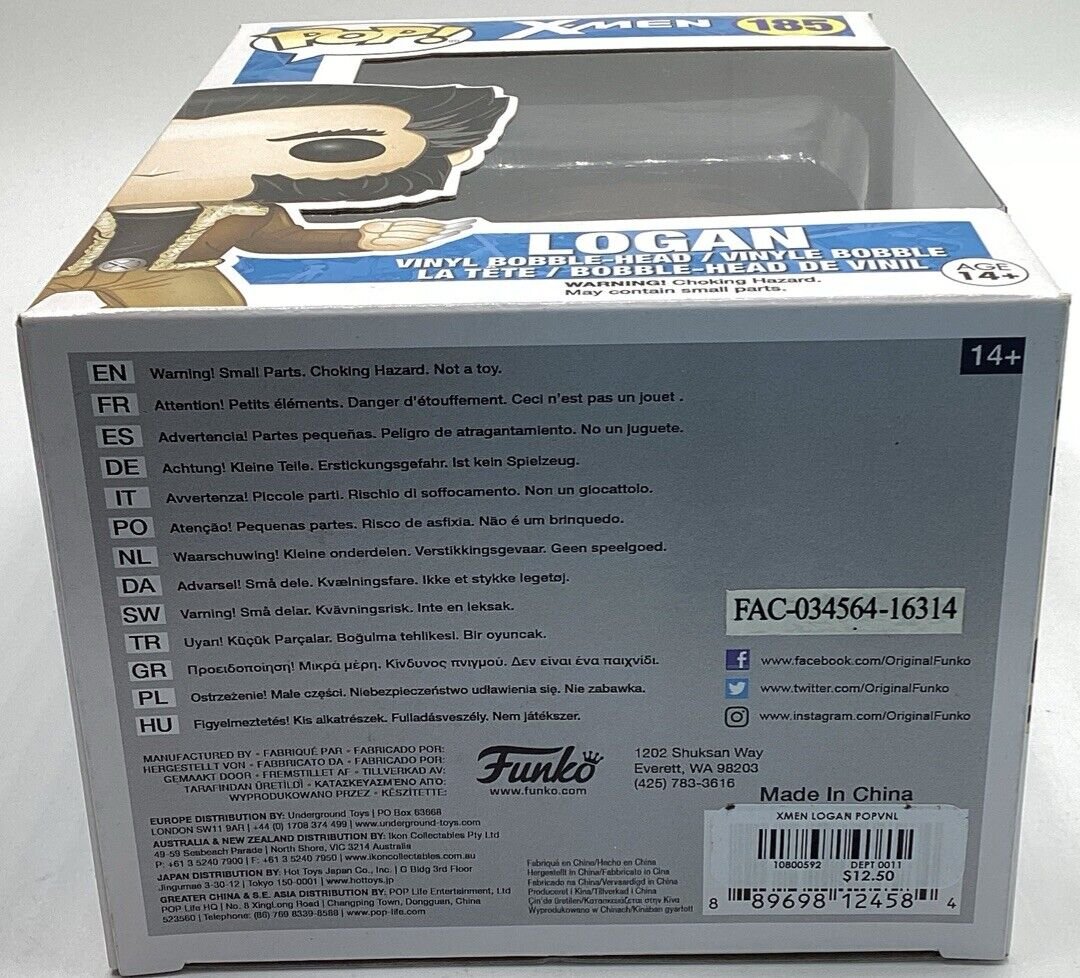 POP!
X-MEN
185
LOGAN
VINYL BOBBLE-HEAD / VINYLE BOBBLE
LA TÊTE / BOBBLE-HEAD DE VINIL
WARNING! Choking Hazard.
May contain small parts.
AGE
14+
14+
EN Warning! Small Parts. Choking Hazard. Not a toy.
FR Attention! Petits éléments. Danger d'étouffement. Ceci n'est pas un jouet .
ES Advertencia! Partes pequeñas. Peligro de atragantamiento. No un juguete.
DE Achtung! Kleine Teile. Erstickungsgefahr. Ist kein Spielzeug.
IT Avvertenza! Piccole parti. Rischio di soffocamento. Non un giocattolo.
PO Atenção! Pequenas partes. Risco de asfixia. Não é um brinquedo.
NL Waarschuwing! Kleine onderdelen. Verstikkingsgevaar. Geen speelgoed.
DA Advarsel! Små dele. Kvælningsfare. Ikke et stykke legetøj.
SW Varning! Små delar. Kvävningsrisk. Inte en leksak.
TR Uyarı! Küçük Parçalar. Boğulma tehlikesi. Bir oyuncak.
GR Προειδοποίηση! Μικρά μέρη. Κίνδυνος πνιγμού. Δεν είναι ένα παιχνίδι.
PL Ostrzeżenie! Małe części. Niebezpieczeństwo udławienia się. Nie zabawka.
HU Figyelmeztetés! Kis alkatrészek. Fulladásveszély. Nem játékszer.
FAC-034564-16314
www.facebook.com/OriginalFunko
www.twitter.com/OriginalFunko
www.instagram.com/OriginalFunko
MANUFACTURED BY - FABRIQUÉ PAR - FABRICADO POR:
HERGESTELLT VON - FABBRICATO DA - FABRICADO POR:
GEMAAKT DOOR - FREMSTILLET AF - TILLVERKAD AV:
TARAFINDAN ÜRETİLDİ - ΚΑΤΑΣΚΕΥΑΣΜΕΝΟ ΑΠΟ:
WYPRODUKOWANO PRZEZ - KÉSZÍTETTE:
Funko
www.funko.com
1202 Shuksan Way
Everett, WA 98203
(425) 783-3616
Made In China
EUROPE DISTRIBUTION BY: Underground Toys | PO Box 63868
LONDON SW11 9AR | +44 (0) 1708 374 499 | www.underground-toys.com
AUSTRALIA & NEW ZEALAND DISTRIBUTION BY: Ikon Collectables Pty Ltd
49-59 Seabeach Parade | North Shore, VIC 3214 Australia
P: +61 3 5240 7900 | F: +61 3 5240 7950 | www.ikoncollectables.com.au
JAPAN DISTRIBUTION BY: Hot Toys Japan Co., Inc. | G Bldg 3rd Floor
Jingumae 3-30-12 | Tokyo 150-0001 | www.hottoys.jp
GREATER CHINA & S.E. ASIA DISTRIBUTION BY: POP Life Entertainment, Ltd
POP Life HQ | No. 8 XingLong Road | Changping Town, Dongguan, China
523560 | Telephone: (86) 769 8339-8588 | www.pop-life.com
Fabriqué en Chine/Hecho en China
Hergestellt in China/Fabbricato in Cina
Fabricado na China/Vervaardigd in China
Produceret i Kina/Tillverkad i China
Çin'de üretilen/Κατασκευάζεται στην Κίνα
Wyprodukowano w Chinach/Kínában gyártott
XMEN LOGAN POPVNL
10800592 DEPT 0011
$12.50
8 89698 12458 4